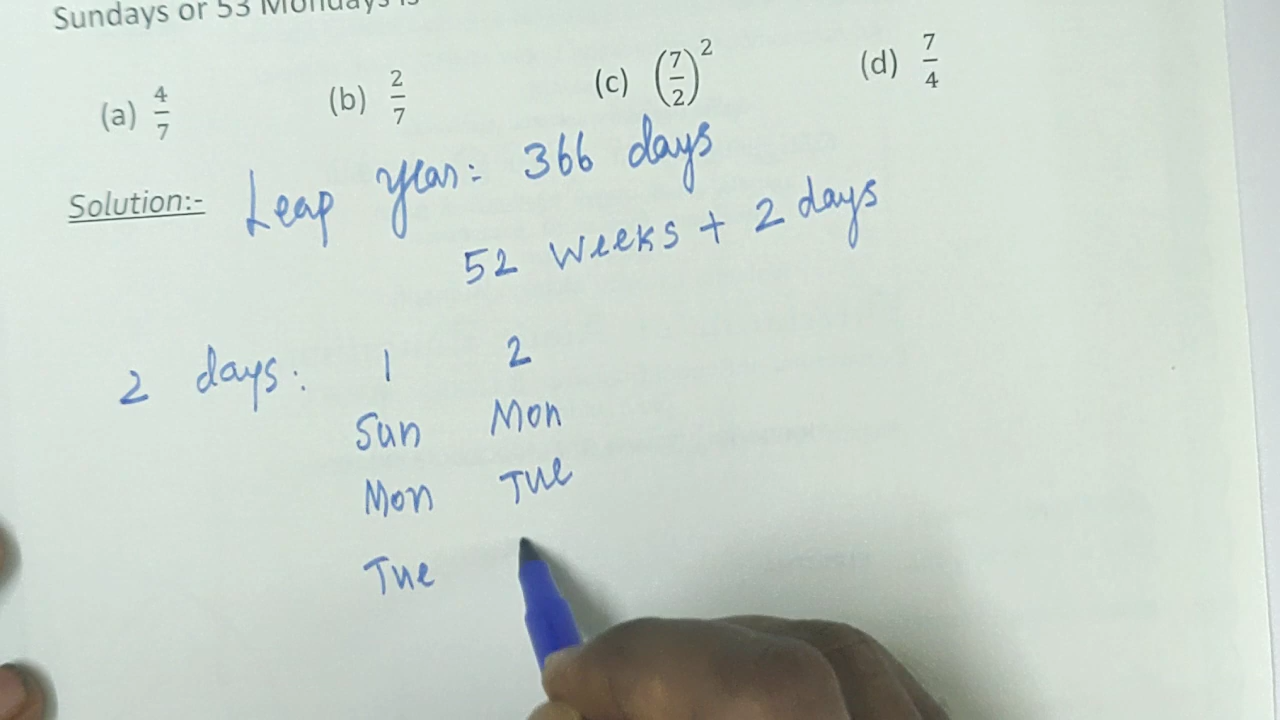 Sundays or 53 Mondays is
(a) 4/7 (b) 2/7 (c) (7/2)² (d) 7/4
Solution:- Leap year: 366 days
52 weeks + 2 days
2 days: 1 2
Sun Mon
Mon Tue
Tue